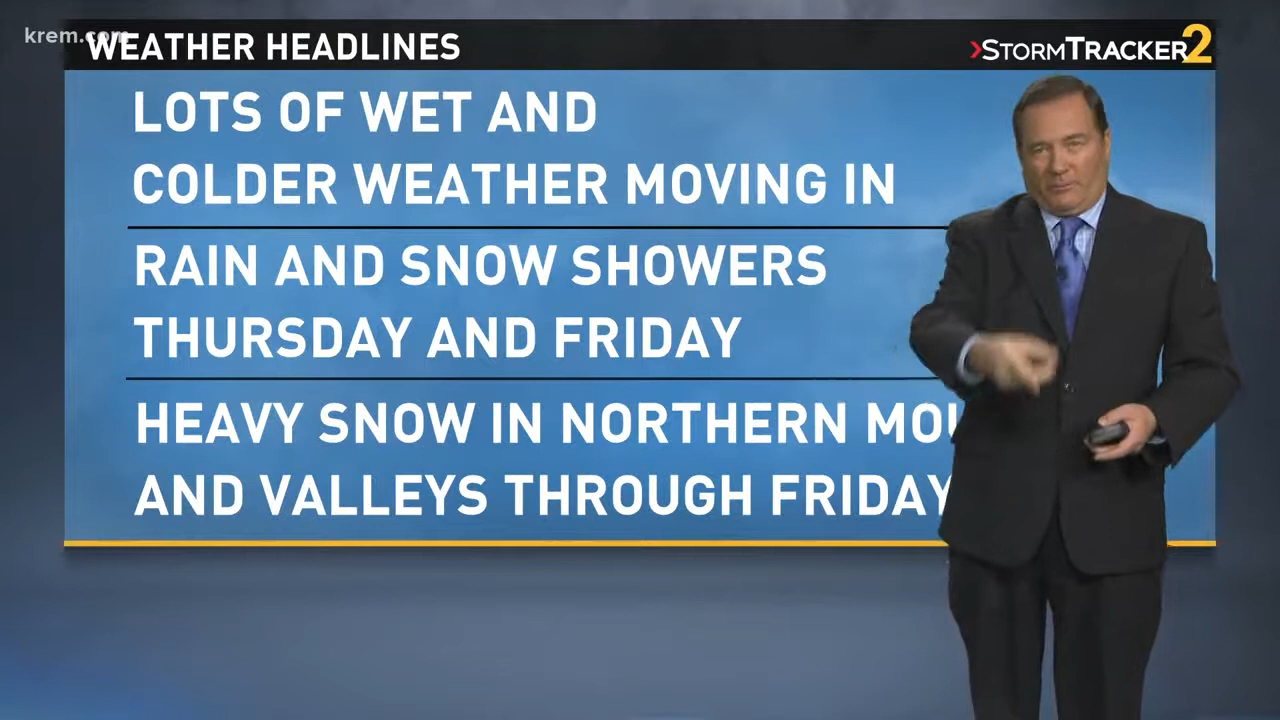 krem.com
WEATHER HEADLINES
STORMTRACKER2
LOTS OF WET AND
COLDER WEATHER MOVING IN
RAIN AND SNOW SHOWERS
THURSDAY AND FRIDAY
HEAVY SNOW IN NORTHERN
AND VALLEYS THROUGH FRIDAY